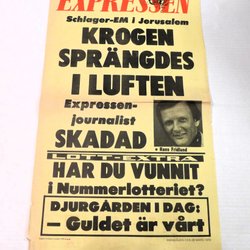 EXPRESSEN
Schlager-EM i Jerusalem
KROGEN
SPRÄNGDES
I LUFTEN
Expressen-
journalist
SKADAD
• Hans Fridlund
LOTT-EXTRA
HAR DU VUNNIT
i Nummerlotteriet?
DJURGÅRDEN I DAG:
— Guldet är vårt